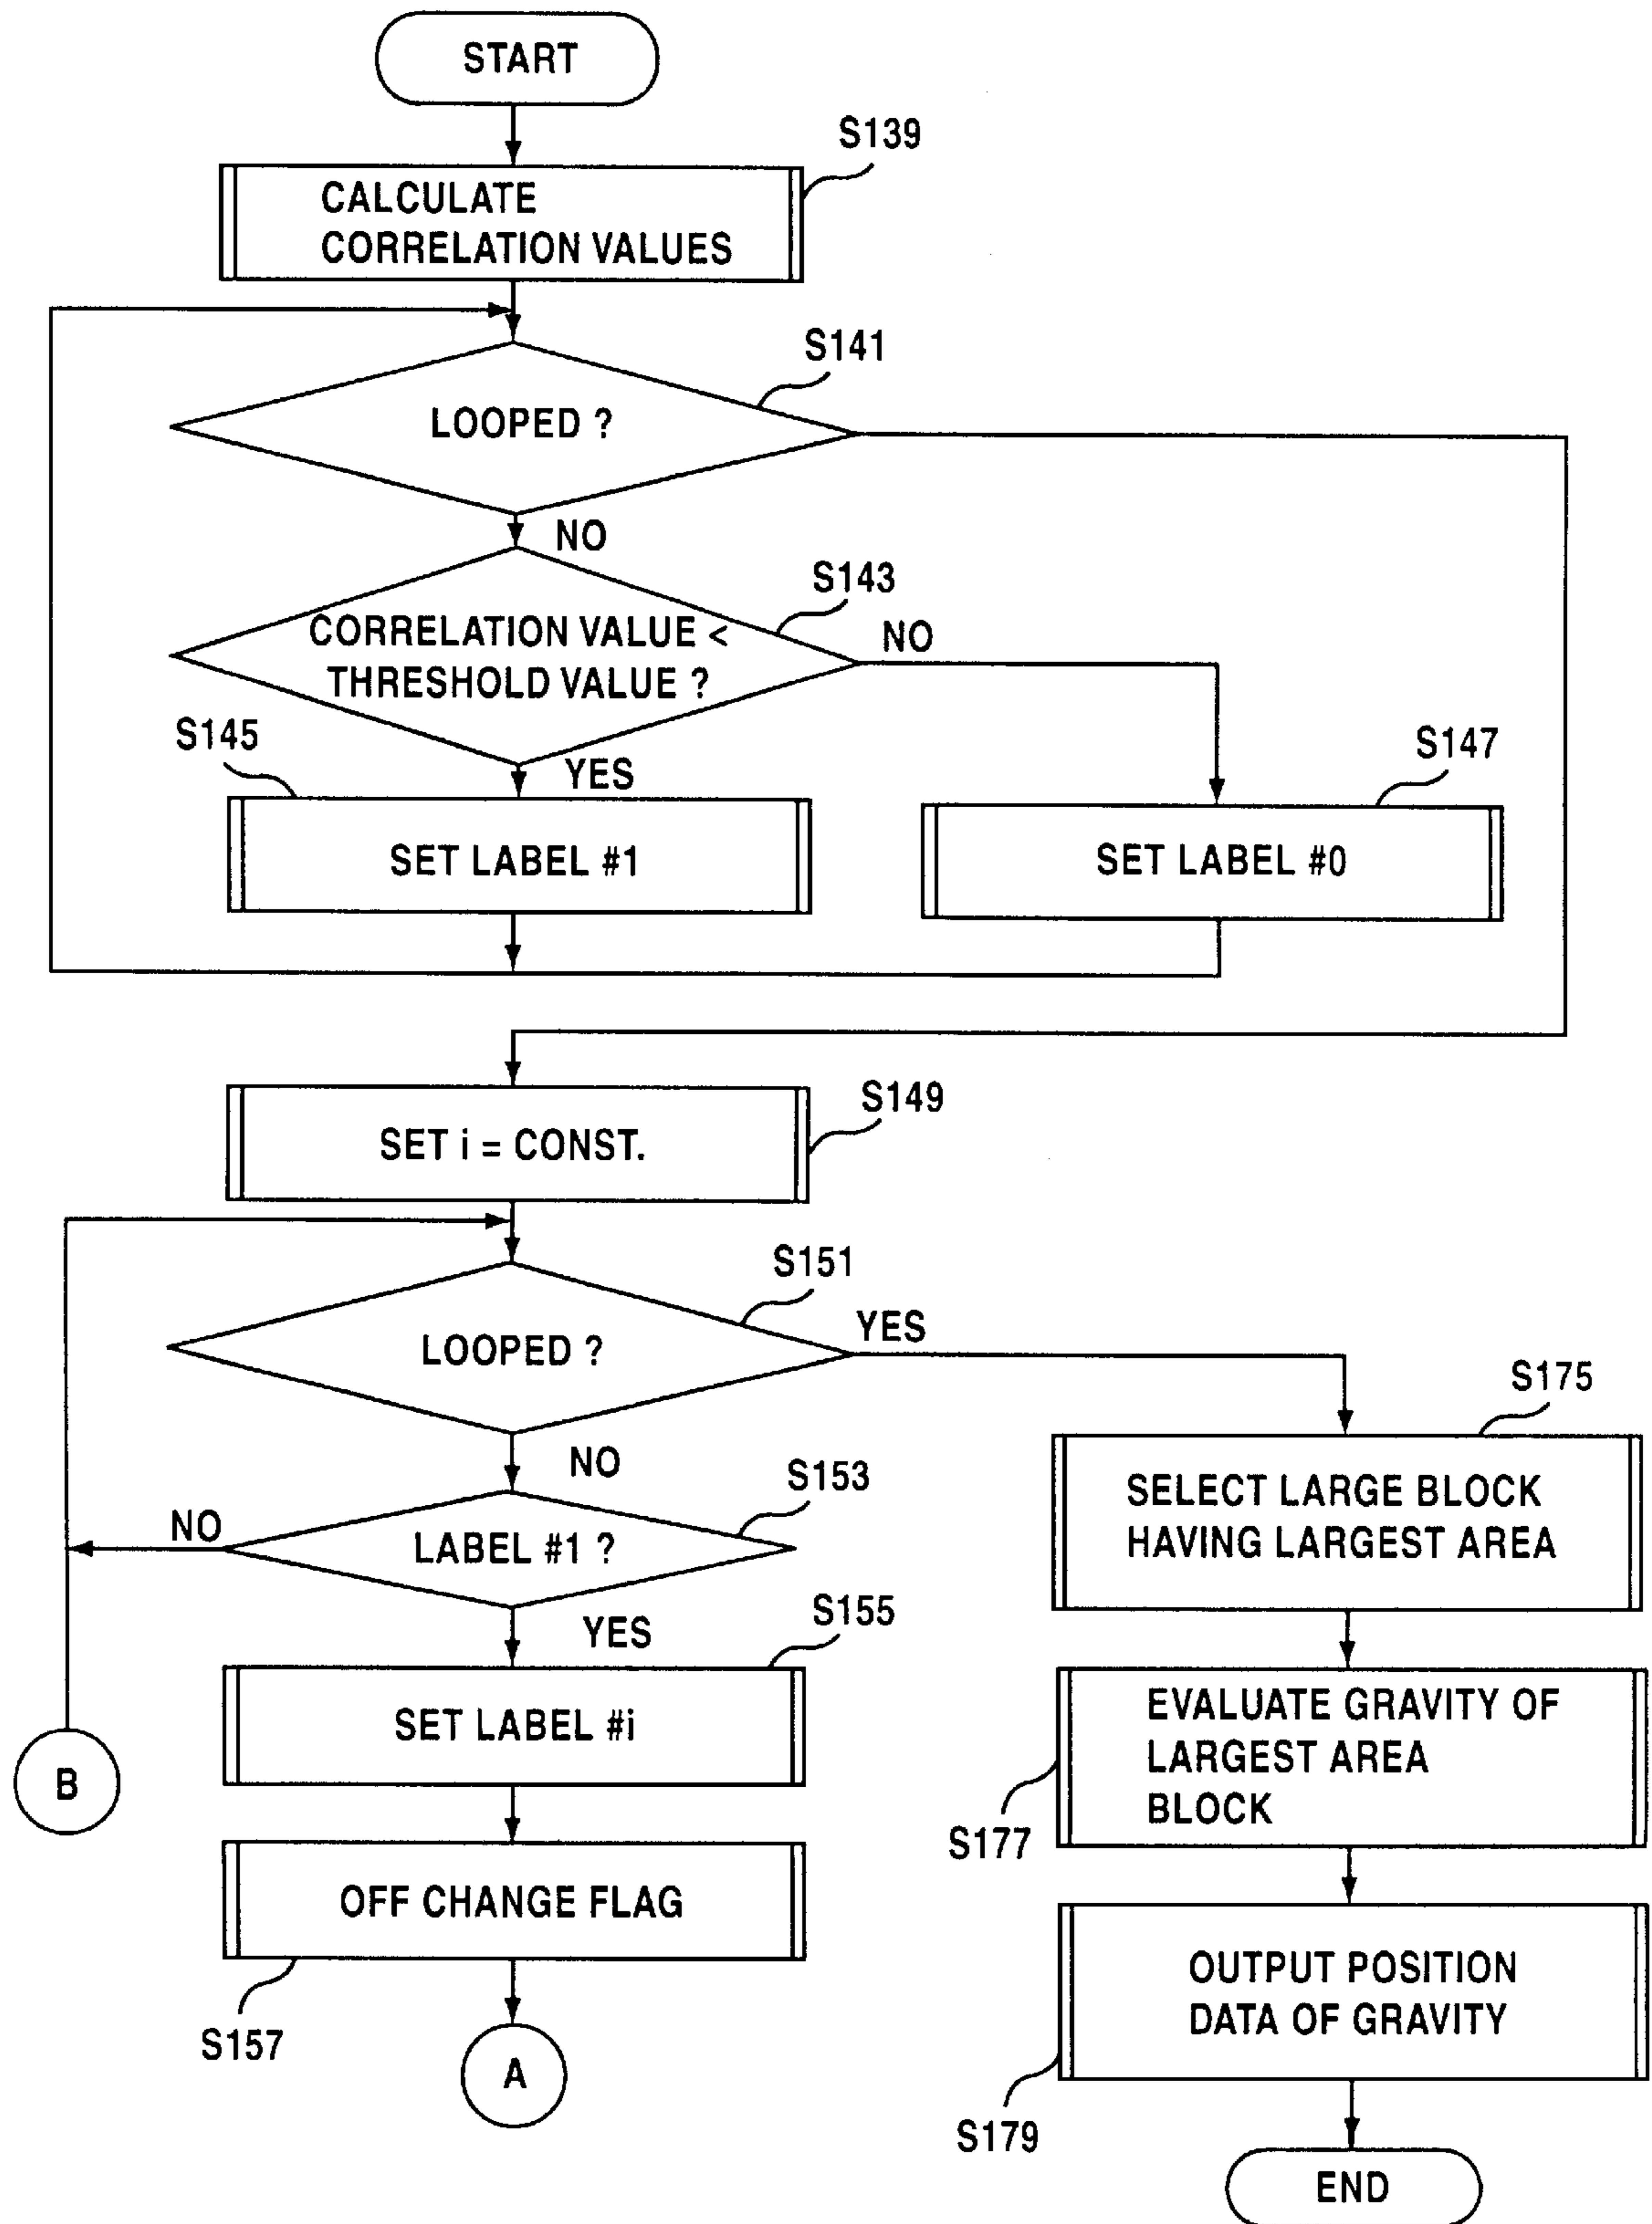 START
S139
CALCULATE
CORRELATION VALUES
S141
LOOPED ?
NO
S143
CORRELATION VALUE <
THRESHOLD VALUE ?
NO
S145
YES
S147
SET LABEL #1
SET LABEL #0
S149
SET i = CONST.
S151
LOOPED ?
YES
S175
NO
S153
SELECT LARGE BLOCK
HAVING LARGEST AREA
NO
LABEL #1 ?
YES
S155
SET LABEL #i
EVALUATE GRAVITY OF
LARGEST AREA
BLOCK
B
S177
OFF CHANGE FLAG
OUTPUT POSITION
DATA OF GRAVITY
S157
A
S179
END